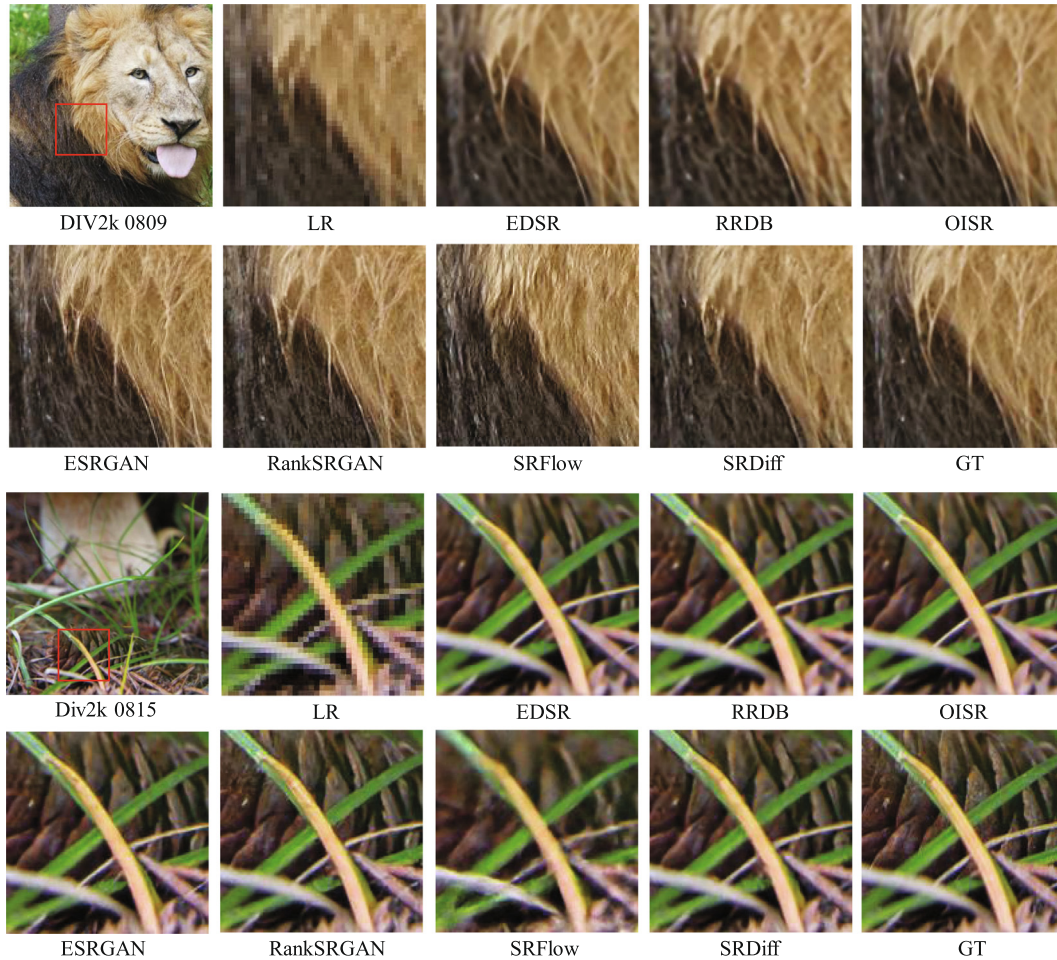 DIV2k 0809 LR EDSR RRDB OISR
ESRGAN RankSRGAN SRFlow SRDiff GT
Div2k 0815 LR EDSR RRDB OISR
ESRGAN RankSRGAN SRFlow SRDiff GT